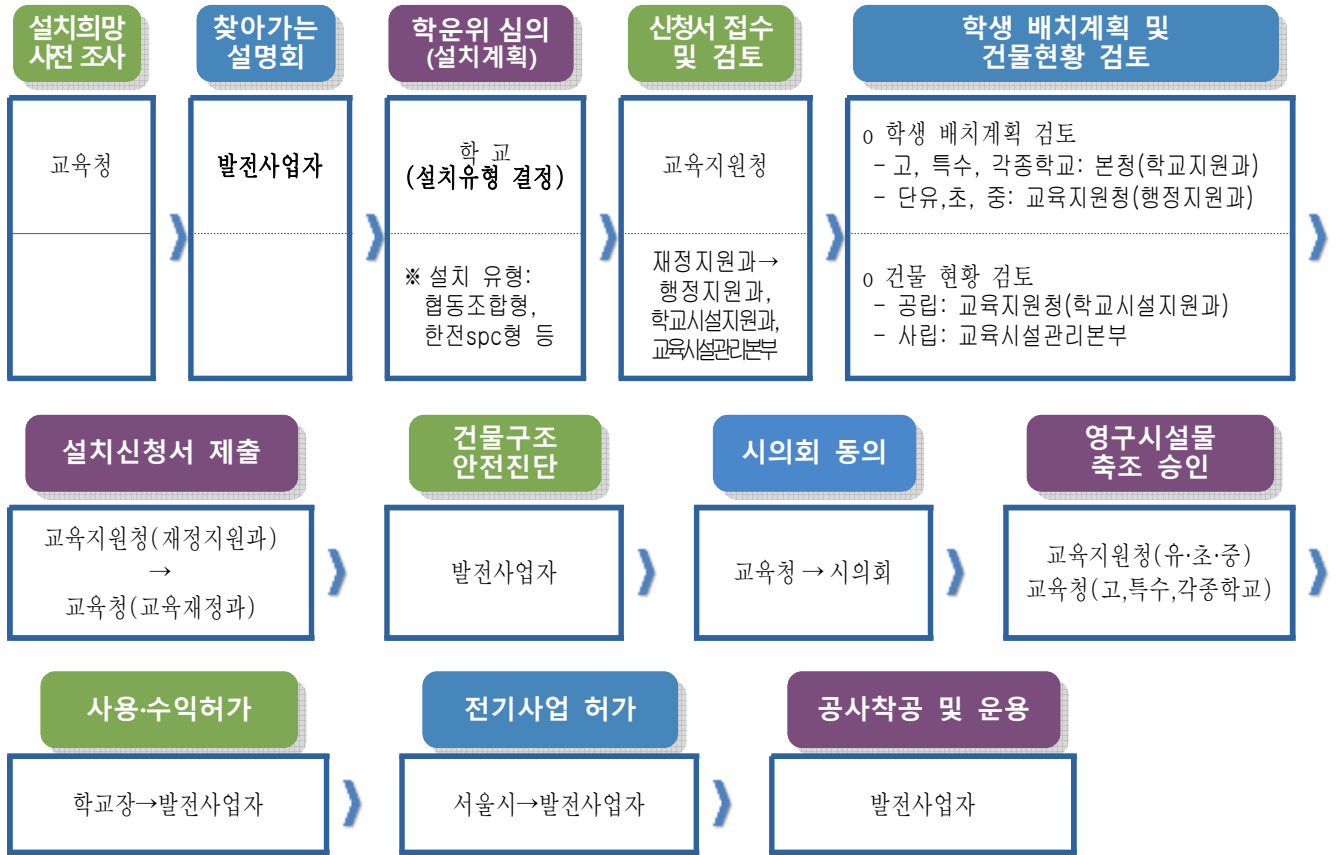 설치희망
사전 조사
찾아가는
설명회
학운위 심의
(설치계획)
신청서 접수
및 검토
학생 배치계획 및
건물현황 검토
교육청
발전사업자
학 교
(설치유형 결정)
※ 설치 유형:
협동조합형,
한전spc형 등
교육지원청
재정지원과→
행정지원과,
학교시설지원과,
교육시설관리본부
o 학생 배치계획 검토
- 고, 특수, 각종학교: 본청(학교지원과)
- 단유,초, 중: 교육지원청(행정지원과)
o 건물 현황 검토
- 공립: 교육지원청(학교시설지원과)
- 사립: 교육시설관리본부
설치신청서 제출
건물구조
안전진단
시의회 동의
영구시설물
축조 승인
교육지원청(재정지원과)
→
교육청(교육재정과)
발전사업자
교육청 → 시의회
교육지원청(유·초·중)
교육청(고,특수,각종학교)
사용·수익허가
전기사업 허가
공사착공 및 운용
학교장→발전사업자
서울시→발전사업자
발전사업자